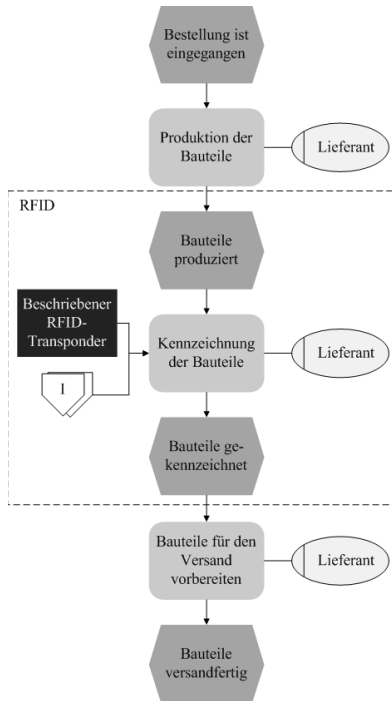 Bestellung ist
eingegangen
Produktion der
Bauteile
Lieferant
RFID
Bauteile
produziert
Beschriebener
RFID-
Transponder
Kennzeichnung
der Bauteile
Lieferant
I
Bauteile ge-
kennzeichnet
Bauteile für den
Versand
vorbereiten
Lieferant
Bauteile
versandfertig